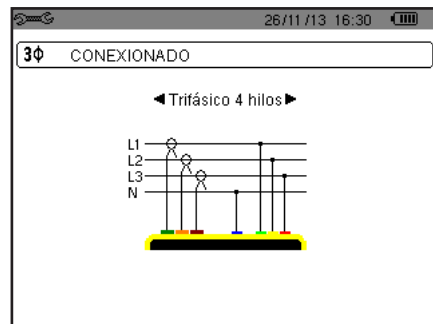 26/11/13 16:30
3Φ CONEXIONADO
◄Trifásico 4 hilos►
L1
L2
L3
N